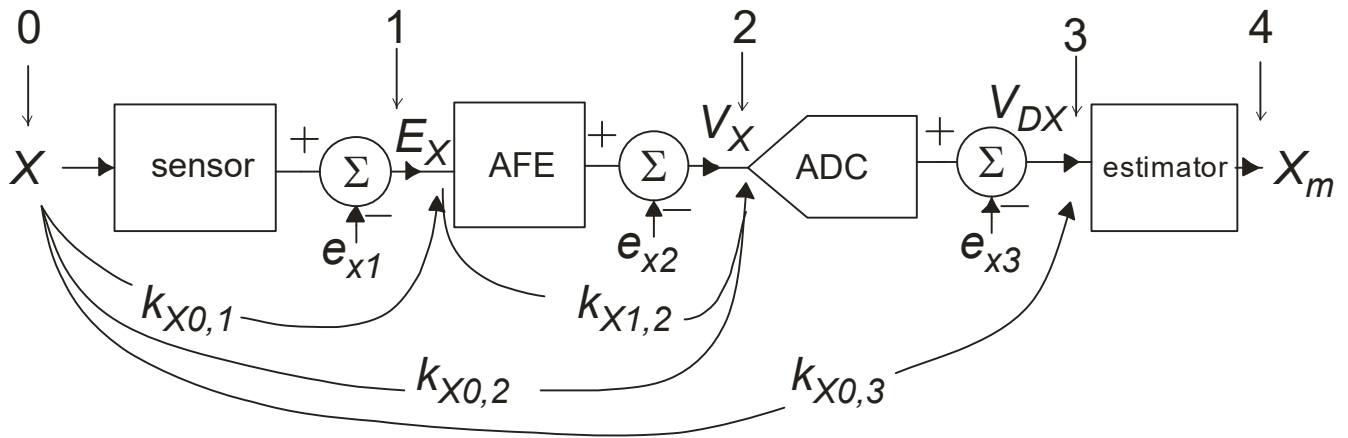 0 1 2 3 4
X sensor + Σ E_X AFE + Σ V_X ADC + Σ V_DX estimator X_m
− − −
e_x1 e_x2 e_x3
k_X0,1 k_X1,2
k_X0,2 k_X0,3